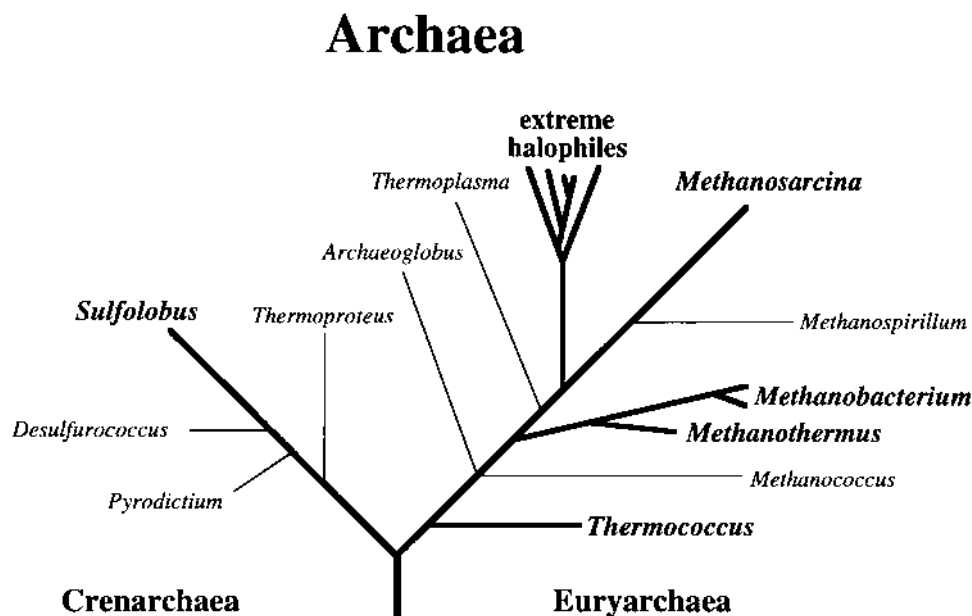 Archaea
extreme
halophiles
Thermoplasma
Methanosarcina
Archaeoglobus
Sulfolobus
Thermoproteus
Methanospirillum
Methanobacterium
Desulfurococcus
Methanothermus
Methanococcus
Pyrodictium
Thermococcus
Crenarchaea
Euryarchaea